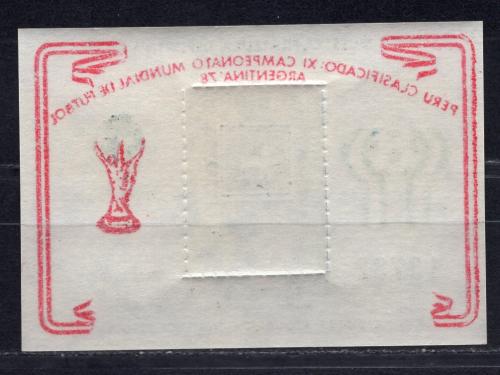 PERU CLASIFICADO: XI CAMPEONATO MUNDIAL DE FUTBOL
ARGENTINA '78